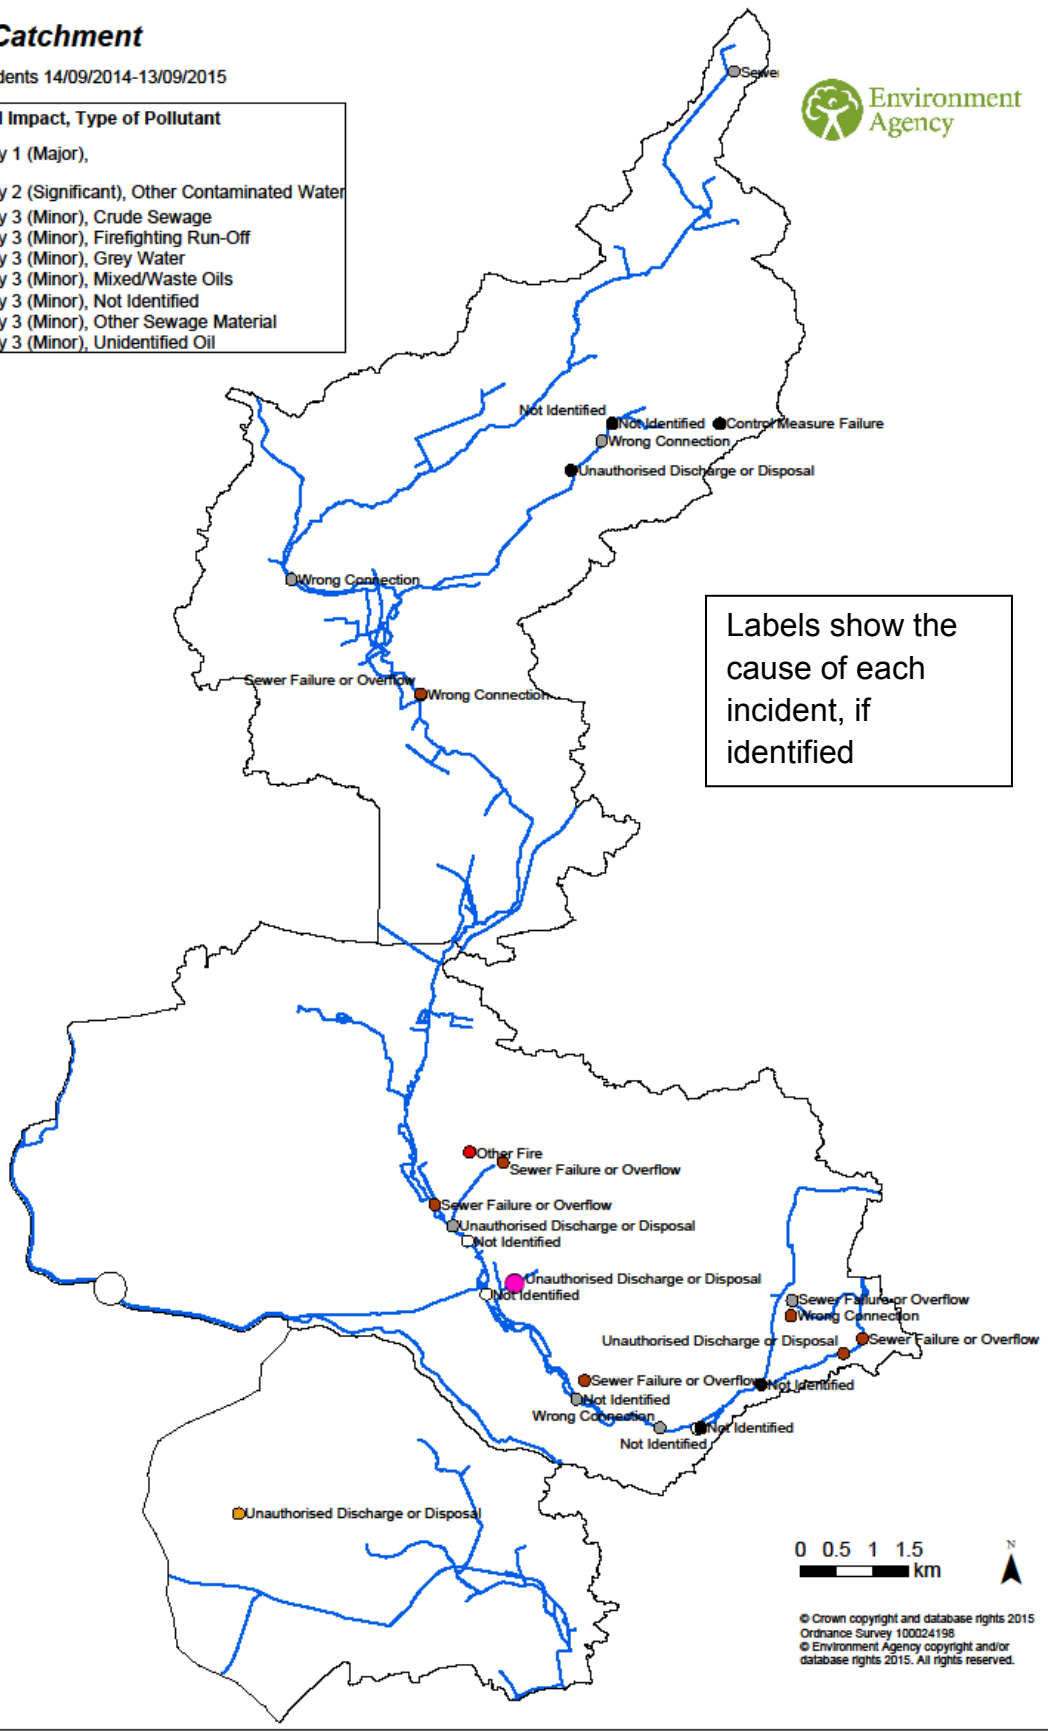 Catchment
dents 14/09/2014-13/09/2015
l Impact, Type of Pollutant
y 1 (Major),
y 2 (Significant), Other Contaminated Water
y 3 (Minor), Crude Sewage
y 3 (Minor), Firefighting Run-Off
y 3 (Minor), Grey Water
y 3 (Minor), Mixed/Waste Oils
y 3 (Minor), Not Identified
y 3 (Minor), Other Sewage Material
y 3 (Minor), Unidentified Oil
Sewer
Environment
Agency
Not Identified
Not Identified
Control Measure Failure
Wrong Connection
Unauthorised Discharge or Disposal
Wrong Connection
Labels show the
cause of each
incident, if
identified
Sewer Failure or Overflow
Wrong Connection
Other Fire
Sewer Failure or Overflow
Sewer Failure or Overflow
Unauthorised Discharge or Disposal
Not Identified
Unauthorised Discharge or Disposal
Not Identified
Sewer Failure or Overflow
Wrong Connection
Unauthorised Discharge or Disposal
Sewer Failure or Overflow
Sewer Failure or Overflow
Not Identified
Not Identified
Wrong Connection
Not Identified
Not Identified
Unauthorised Discharge or Disposal
0 0.5 1 1.5
km
N
© Crown copyright and database rights 2015
Ordnance Survey 100024198
© Environment Agency copyright and/or
database rights 2015. All rights reserved.